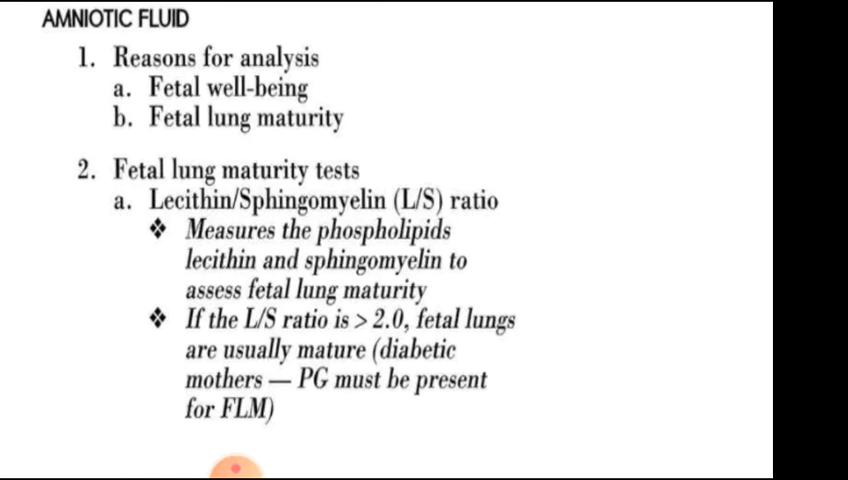 AMNIOTIC FLUID
1. Reasons for analysis
a. Fetal well-being
b. Fetal lung maturity
2. Fetal lung maturity tests
a. Lecithin/Sphingomyelin (L/S) ratio
❖ Measures the phospholipids
lecithin and sphingomyelin to
assess fetal lung maturity
❖ If the L/S ratio is > 2.0, fetal lungs
are usually mature (diabetic
mothers — PG must be present
for FLM)